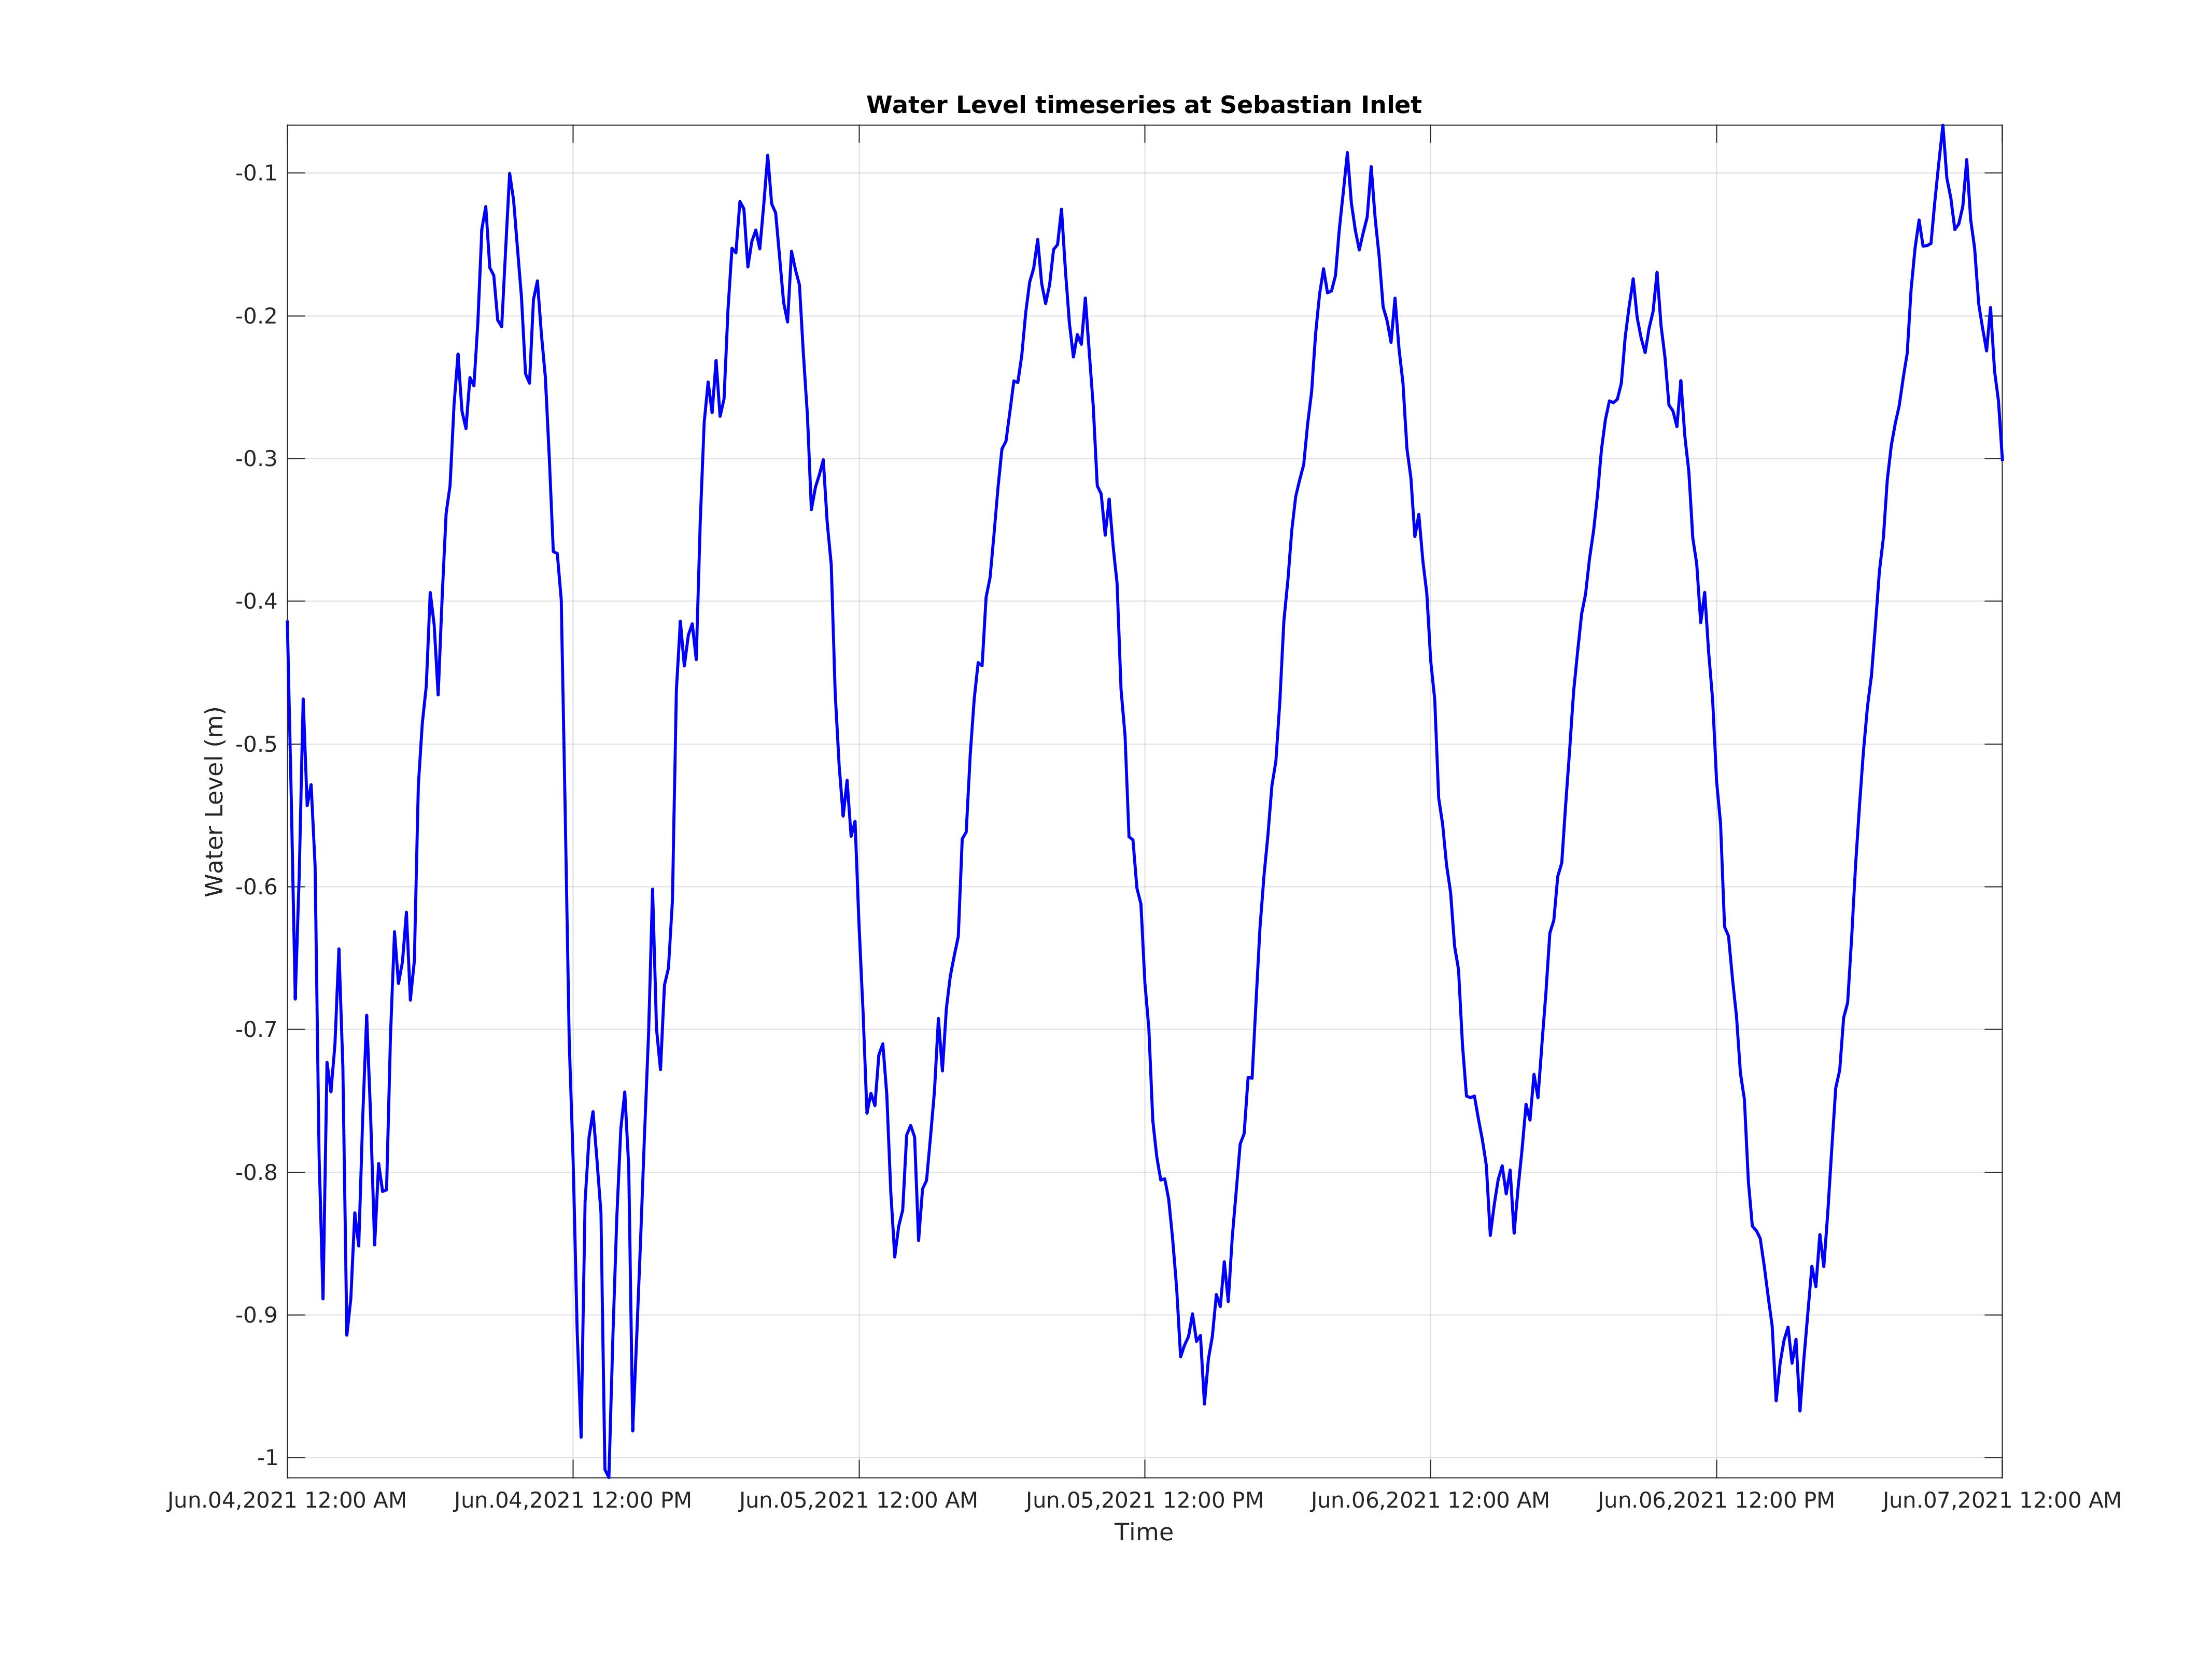 Water Level timeseries at Sebastian Inlet
-0.1
-0.2
-0.3
-0.4
-0.5
-0.6
-0.7
-0.8
-0.9
-1
Water Level (m)
Jun.04,2021 12:00 AM Jun.04,2021 12:00 PM Jun.05,2021 12:00 AM Jun.05,2021 12:00 PM Jun.06,2021 12:00 AM Jun.06,2021 12:00 PM Jun.07,2021 12:00 AM
Time